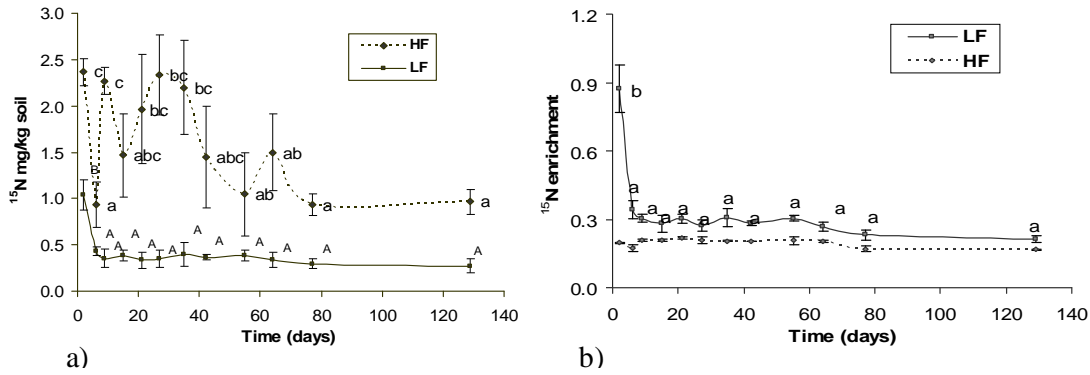 3.0
2.5
2.0
1.5
1.0
0.5
0.0
¹⁵N mg/kg soil
0 20 40 60 80 100 120 140
Time (days)
HF
LF
c c bc bc bc
abc abc ab ab
a a a
B
A A A A A A A A A A
a)
1.2
0.9
0.6
0.3
0.0
¹⁵N enrichment
0 20 40 60 80 100 120 140
Time (days)
LF
HF
b
a a a a a a a a a a a
b)